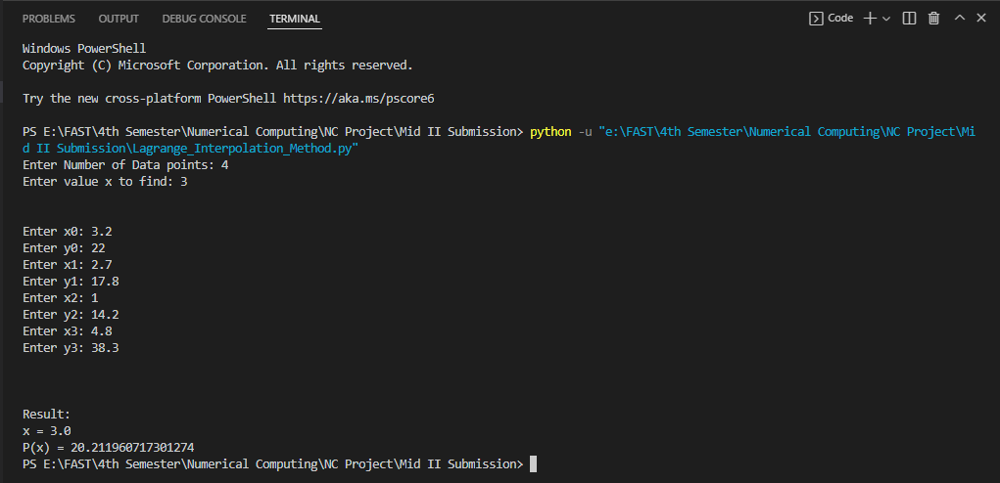 PROBLEMS OUTPUT DEBUG CONSOLE TERMINAL Code
Windows PowerShell
Copyright (C) Microsoft Corporation. All rights reserved.
Try the new cross-platform PowerShell https://aka.ms/pscore6
PS E:\FAST\4th Semester\Numerical Computing\NC Project\Mid II Submission> python -u "e:\FAST\4th Semester\Numerical Computing\NC Project\Mi
d II Submission\Lagrange_Interpolation_Method.py"
Enter Number of Data points: 4
Enter value x to find: 3
Enter x0: 3.2
Enter y0: 22
Enter x1: 2.7
Enter y1: 17.8
Enter x2: 1
Enter y2: 14.2
Enter x3: 4.8
Enter y3: 38.3
Result:
x = 3.0
P(x) = 20.211960717301274
PS E:\FAST\4th Semester\Numerical Computing\NC Project\Mid II Submission>